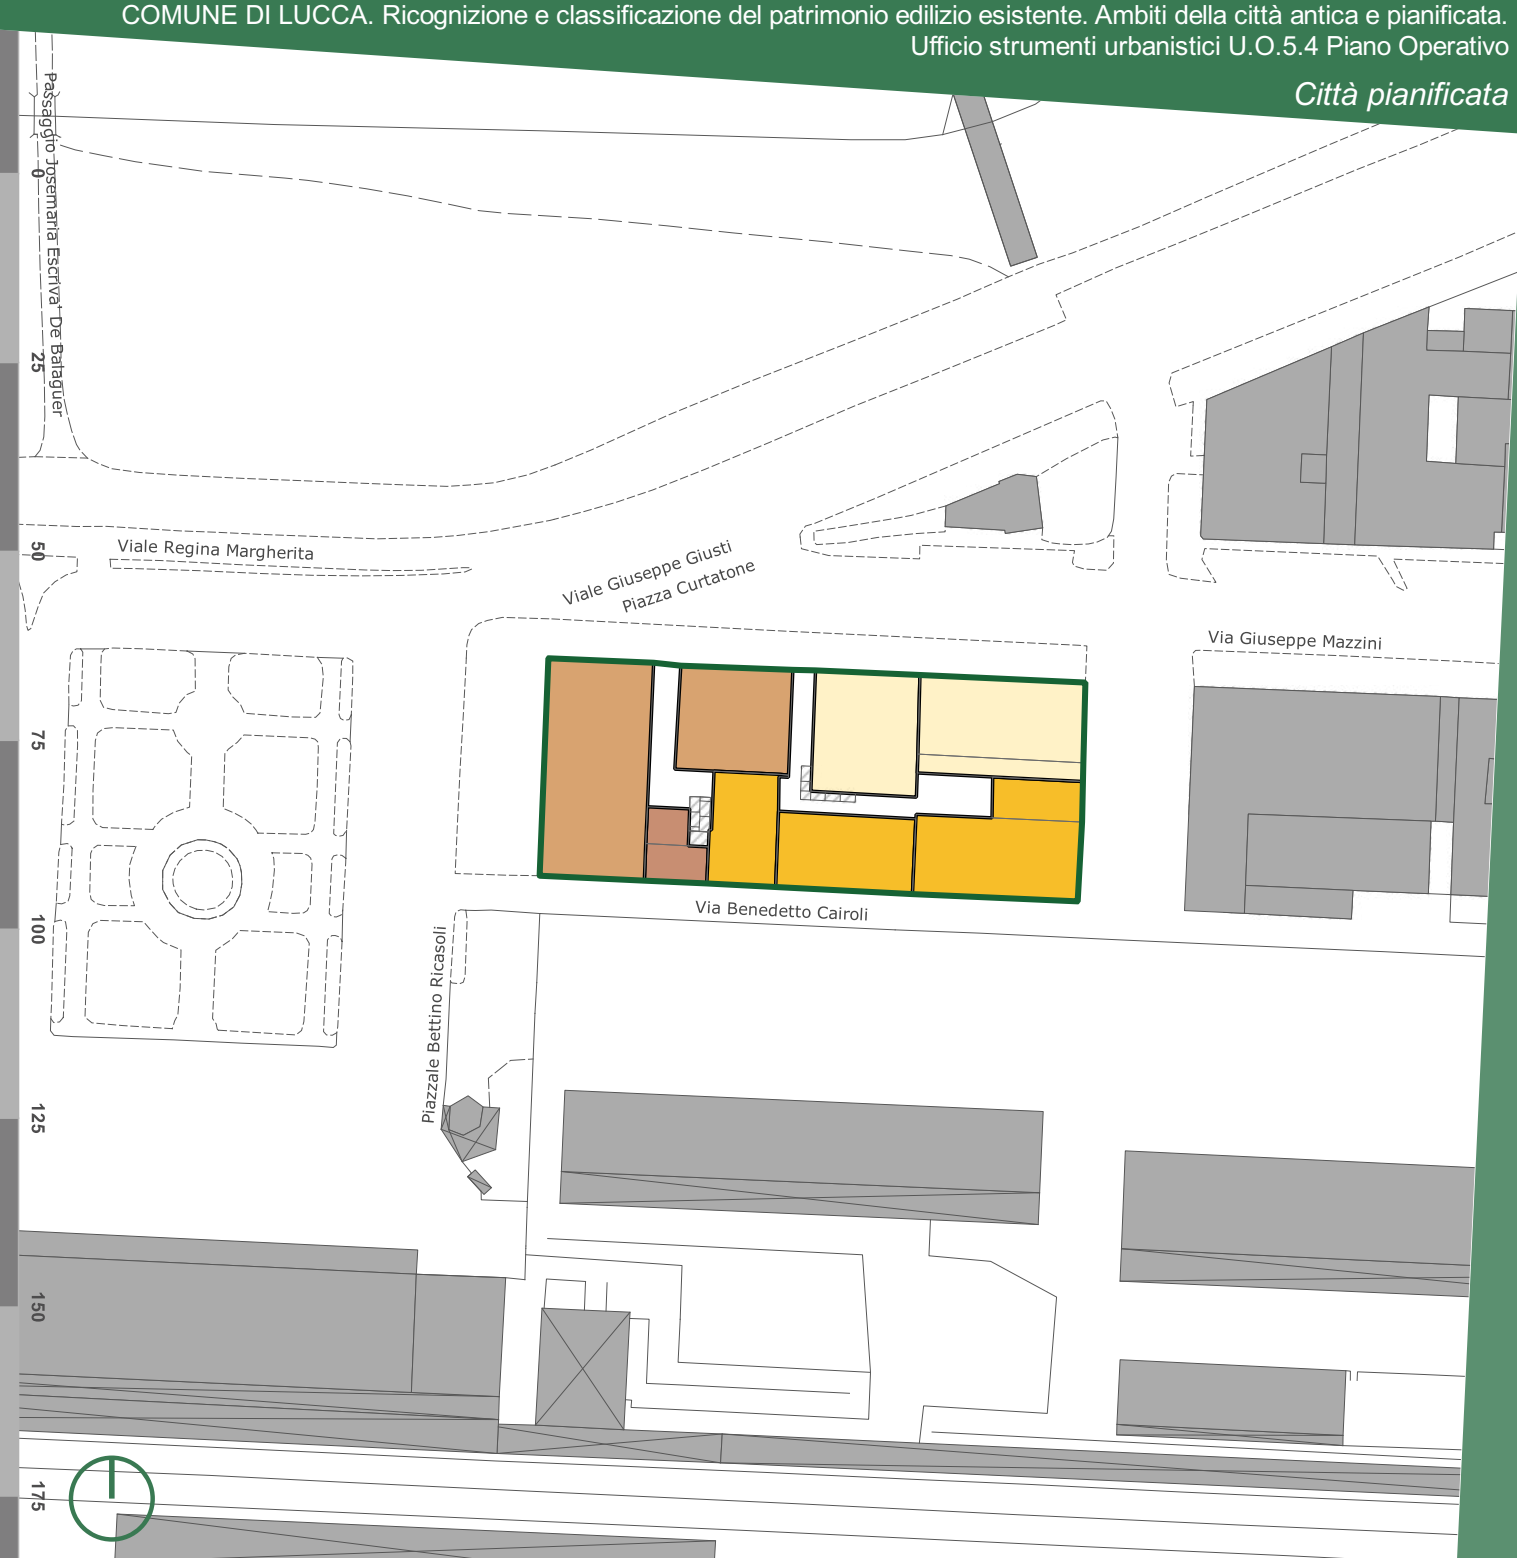 COMUNE DI LUCCA. Ricognizione e classificazione del patrimonio edilizio esistente. Ambiti della città antica e pianificata.
Ufficio strumenti urbanistici U.O.5.4 Piano Operativo
Città pianificata
Passaggio Josemaria Escriva' De Balaguer
0
25
50
75
100
125
150
175
Viale Regina Margherita
Viale Giuseppe Giusti
Piazza Curtatone
Via Giuseppe Mazzini
Via Benedetto Cairoli
Piazzale Bettino Ricasoli